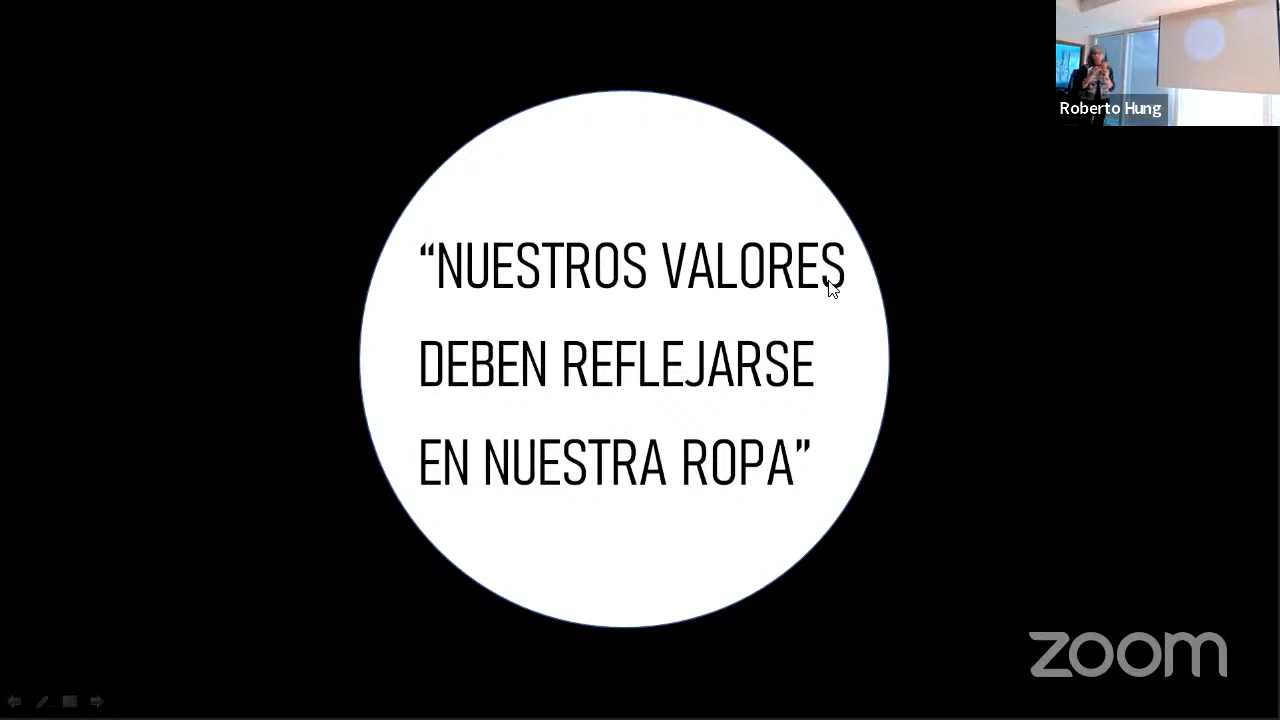 Roberto Hung
“NUESTROS VALORES
DEBEN REFLEJARSE
EN NUESTRA ROPA”
zoom